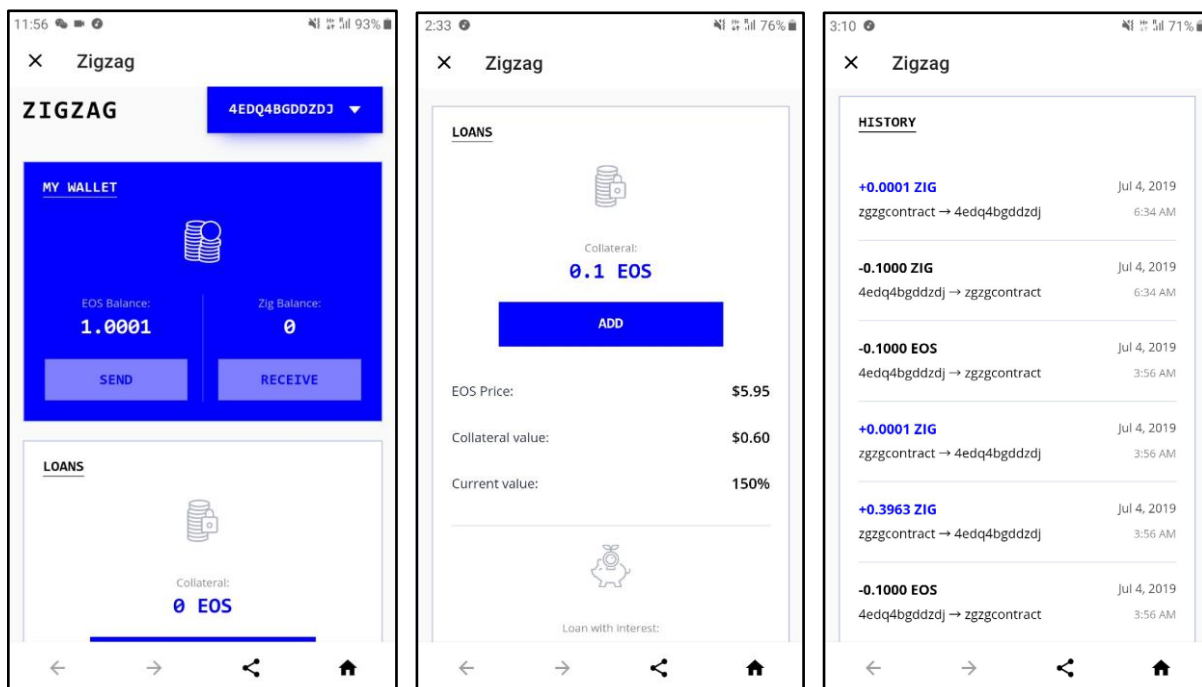 11:56 93%
× Zigzag
ZIGZAG 4EDQ4BGDDZDJ
MY WALLET
EOS Balance: Zig Balance:
1.0001 0
SEND RECEIVE
LOANS
Collateral:
0 EOS
2:33 76%
× Zigzag
LOANS
Collateral:
0.1 EOS
ADD
EOS Price: $5.95
Collateral value: $0.60
Current value: 150%
Loan with interest:
3:10 71%
× Zigzag
HISTORY
+0.0001 ZIG Jul 4, 2019
zgzgcontract → 4edq4bgddzdj 6:34 AM
-0.1000 ZIG Jul 4, 2019
4edq4bgddzdj → zgzgcontract 6:34 AM
-0.1000 EOS Jul 4, 2019
4edq4bgddzdj → zgzgcontract 3:56 AM
+0.0001 ZIG Jul 4, 2019
zgzgcontract → 4edq4bgddzdj 3:56 AM
+0.3963 ZIG Jul 4, 2019
zgzgcontract → 4edq4bgddzdj 3:56 AM
-0.1000 EOS Jul 4, 2019
4edq4bgddzdj → zgzgcontract 3:56 AM